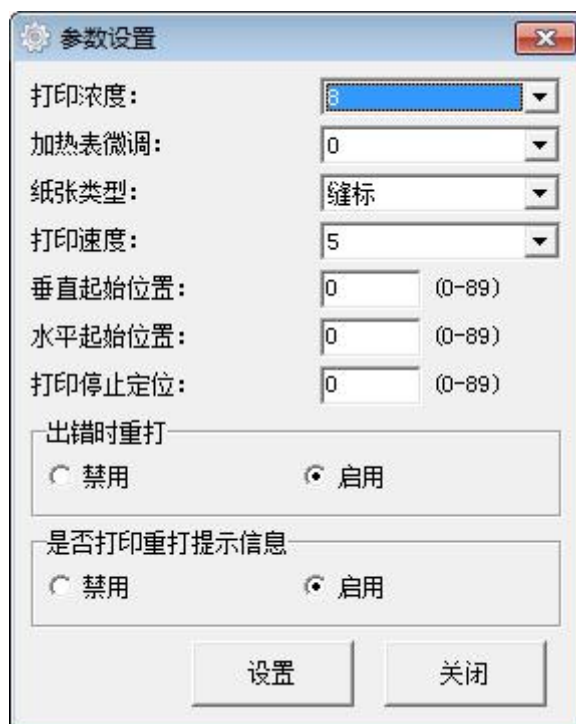 参数设置
打印浓度: 8
加热表微调: 0
纸张类型: 缝标
打印速度: 5
垂直起始位置: 0 (0-89)
水平起始位置: 0 (0-89)
打印停止定位: 0 (0-89)
出错时重打
禁用 启用
是否打印重打提示信息
禁用 启用
设置 关闭